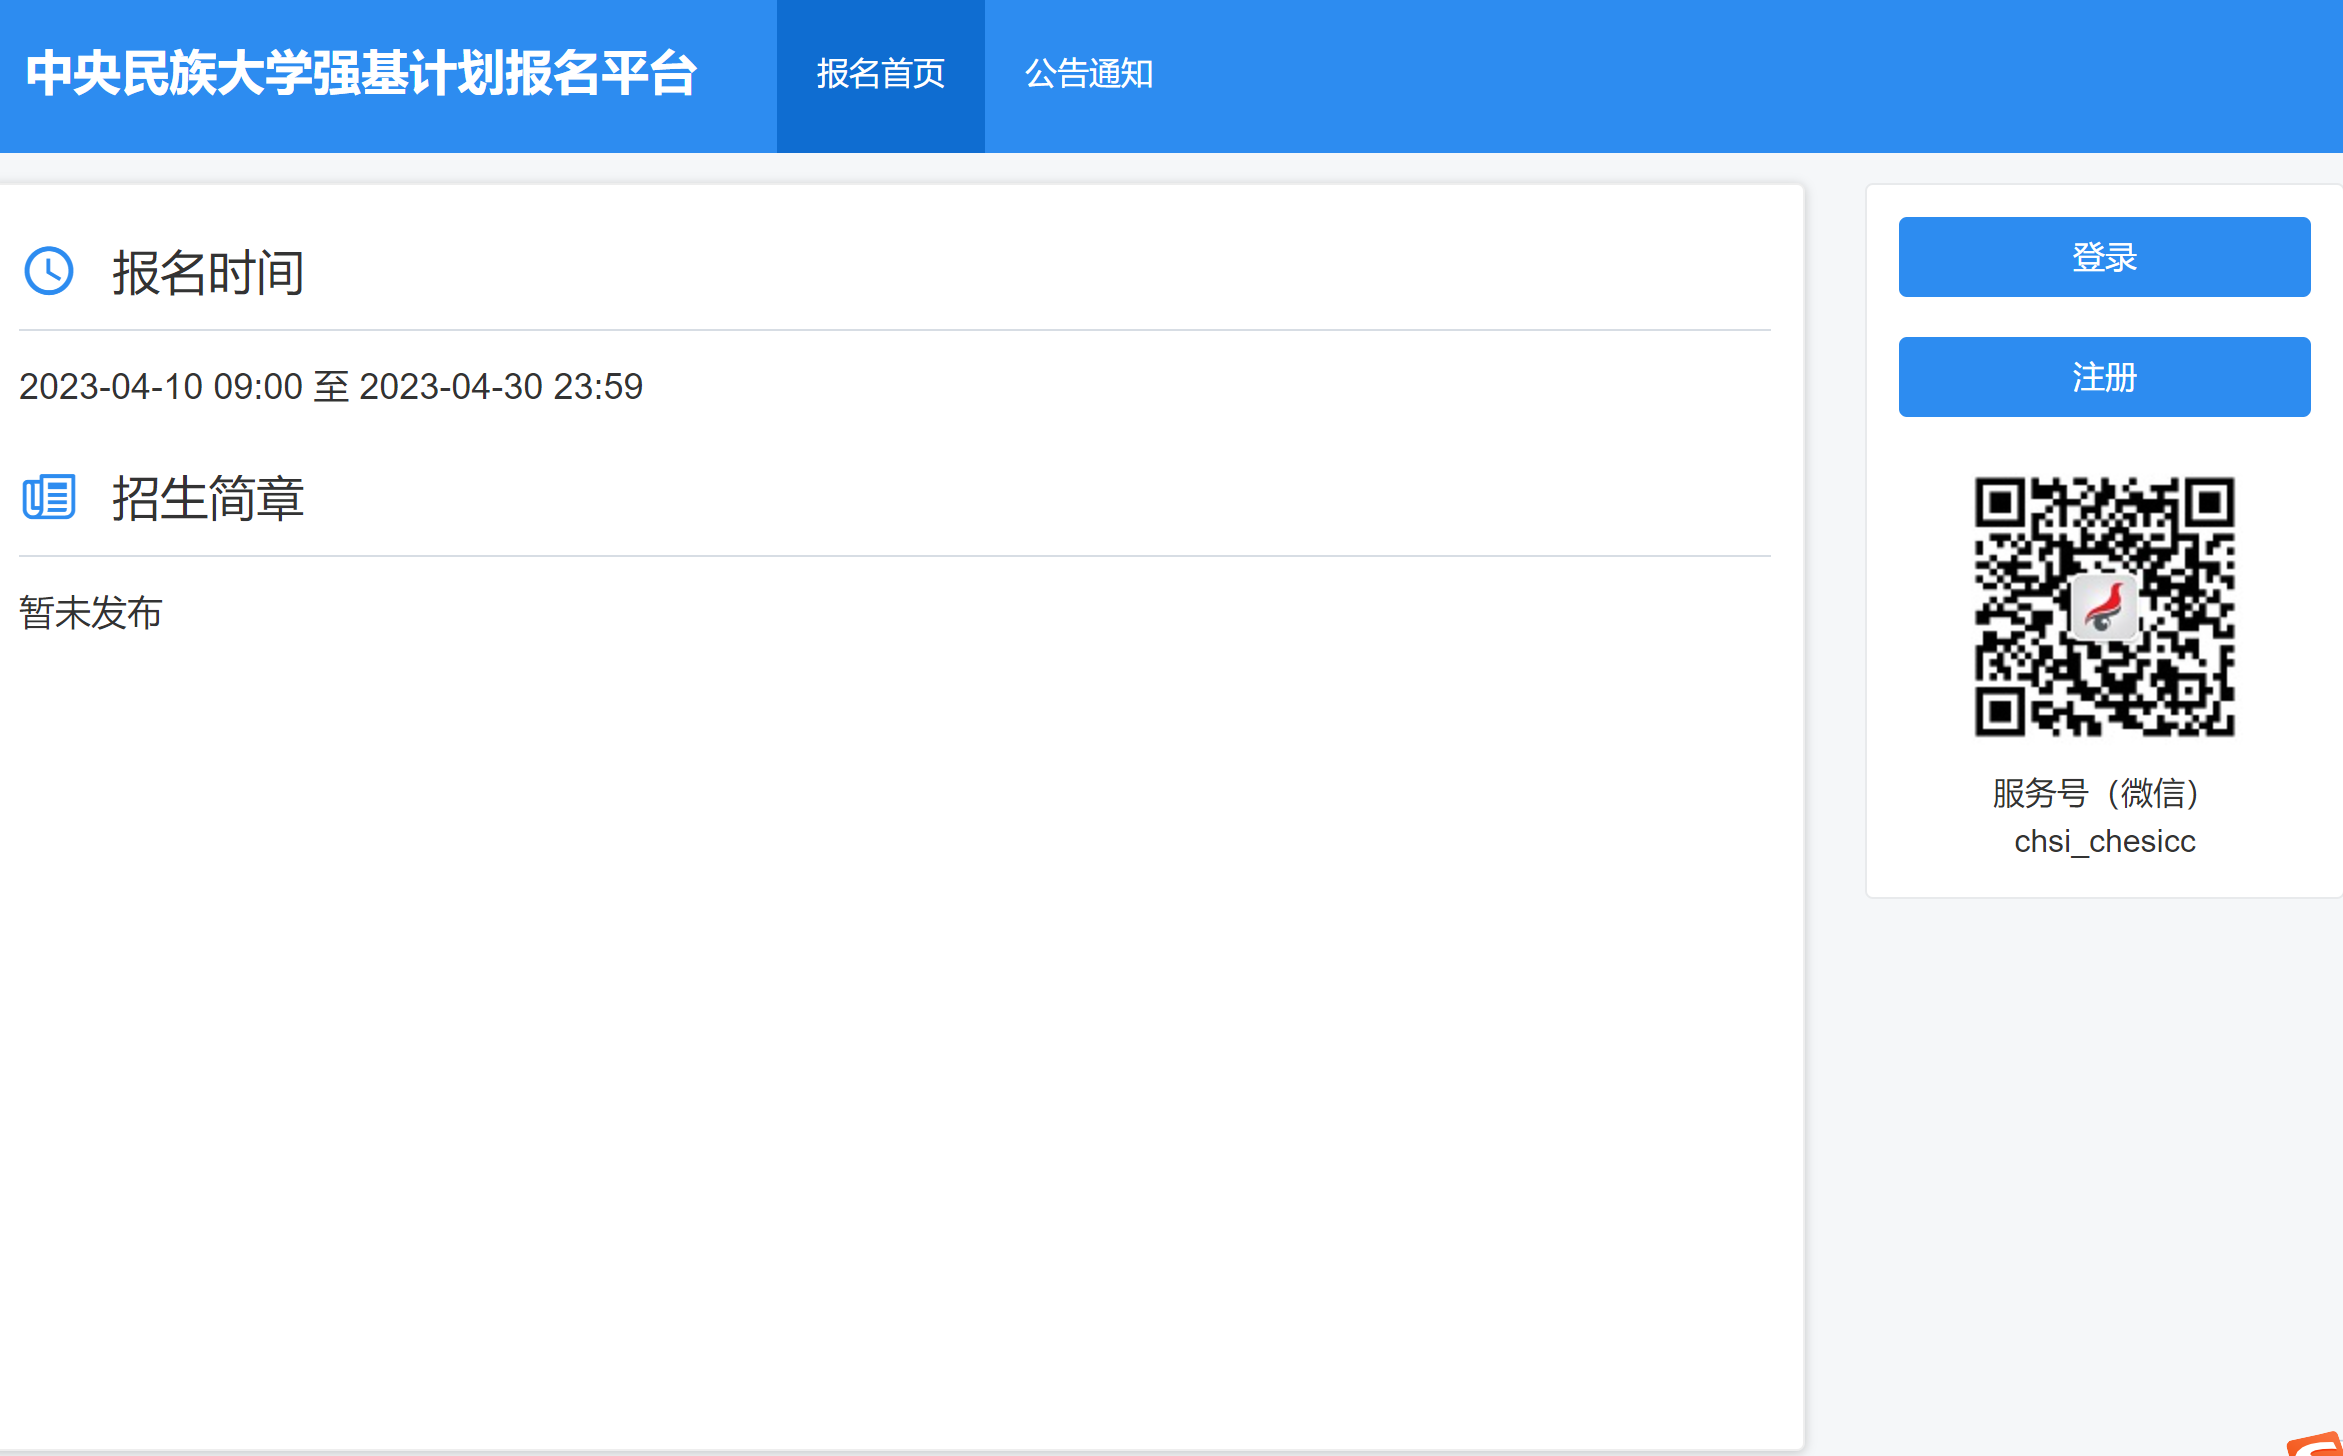 中央民族大学强基计划报名平台
报名首页
公告通知
报名时间
2023-04-10 09:00 至 2023-04-30 23:59
招生简章
暂未发布
登录
注册
服务号（微信）
chsi_chesicc